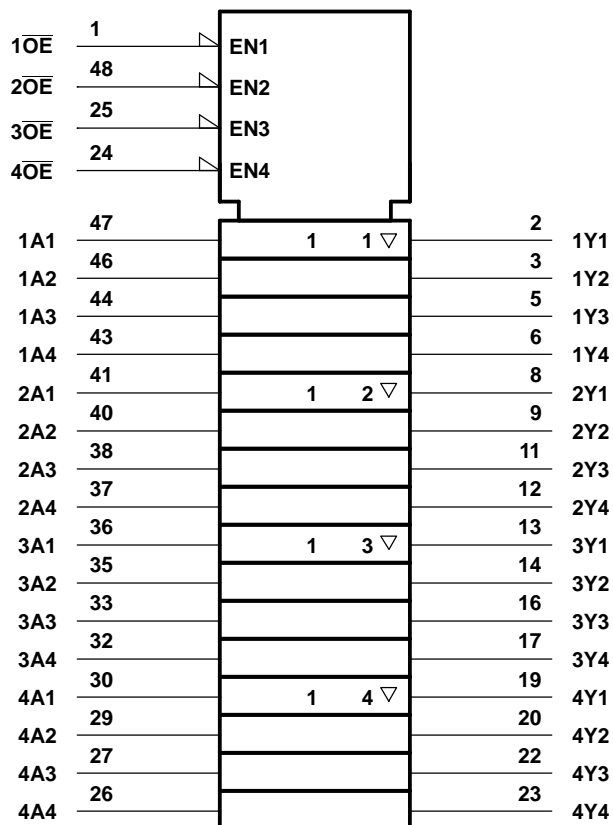 1O̅E̅ 1 EN1
2O̅E̅ 48 EN2
3O̅E̅ 25 EN3
4O̅E̅ 24 EN4
1A1 47 1 1 ▽ 2 1Y1
1A2 46 3 1Y2
1A3 44 5 1Y3
1A4 43 6 1Y4
2A1 41 1 2 ▽ 8 2Y1
2A2 40 9 2Y2
2A3 38 11 2Y3
2A4 37 12 2Y4
3A1 36 1 3 ▽ 13 3Y1
3A2 35 14 3Y2
3A3 33 16 3Y3
3A4 32 17 3Y4
4A1 30 1 4 ▽ 19 4Y1
4A2 29 20 4Y2
4A3 27 22 4Y3
4A4 26 23 4Y4